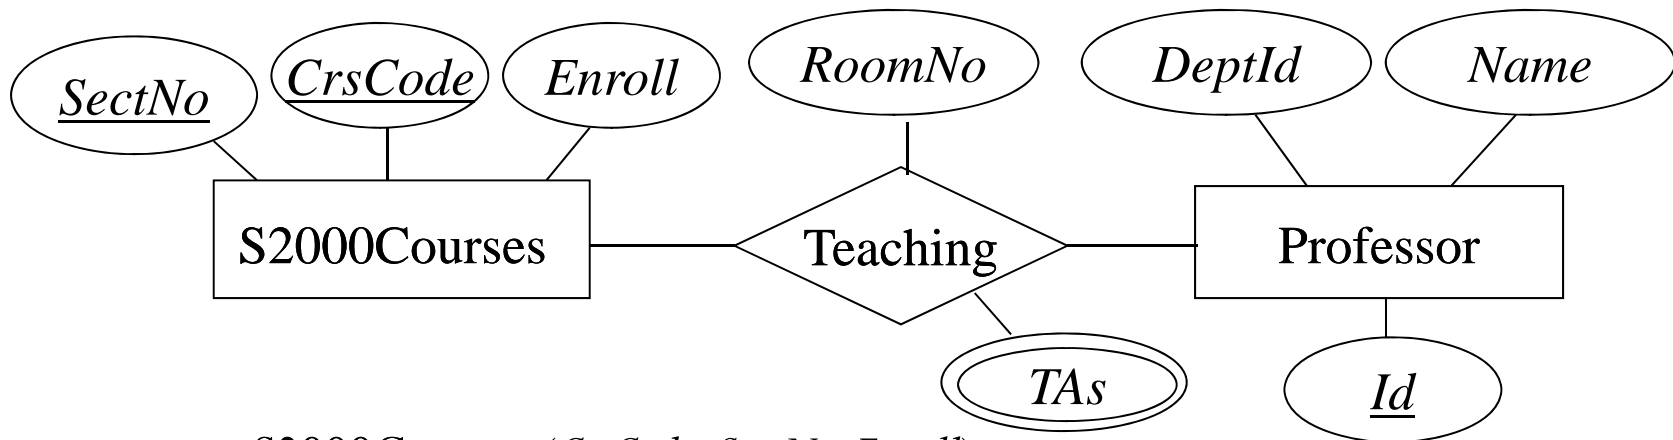 SectNo
CrsCode
Enroll
RoomNo
DeptId
Name
S2000Courses
Teaching
Professor
TAs
Id